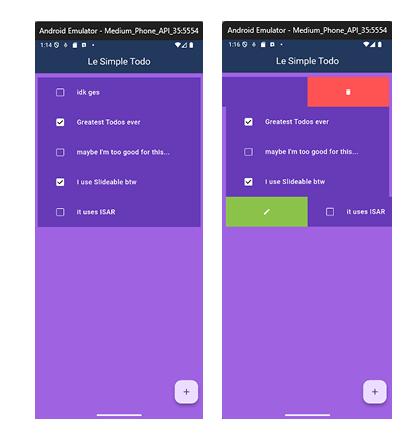 Android Emulator - Medium_Phone_API_35:5554
1:14
Le Simple Todo
idk ges
Greatest Todos ever
maybe I'm too good for this...
I use Slideable btw
it uses ISAR
+
Android Emulator - Medium_Phone_API_35:5554
1:16
Le Simple Todo
Greatest Todos ever
maybe I'm too good for this...
I use Slideable btw
it uses ISAR
+